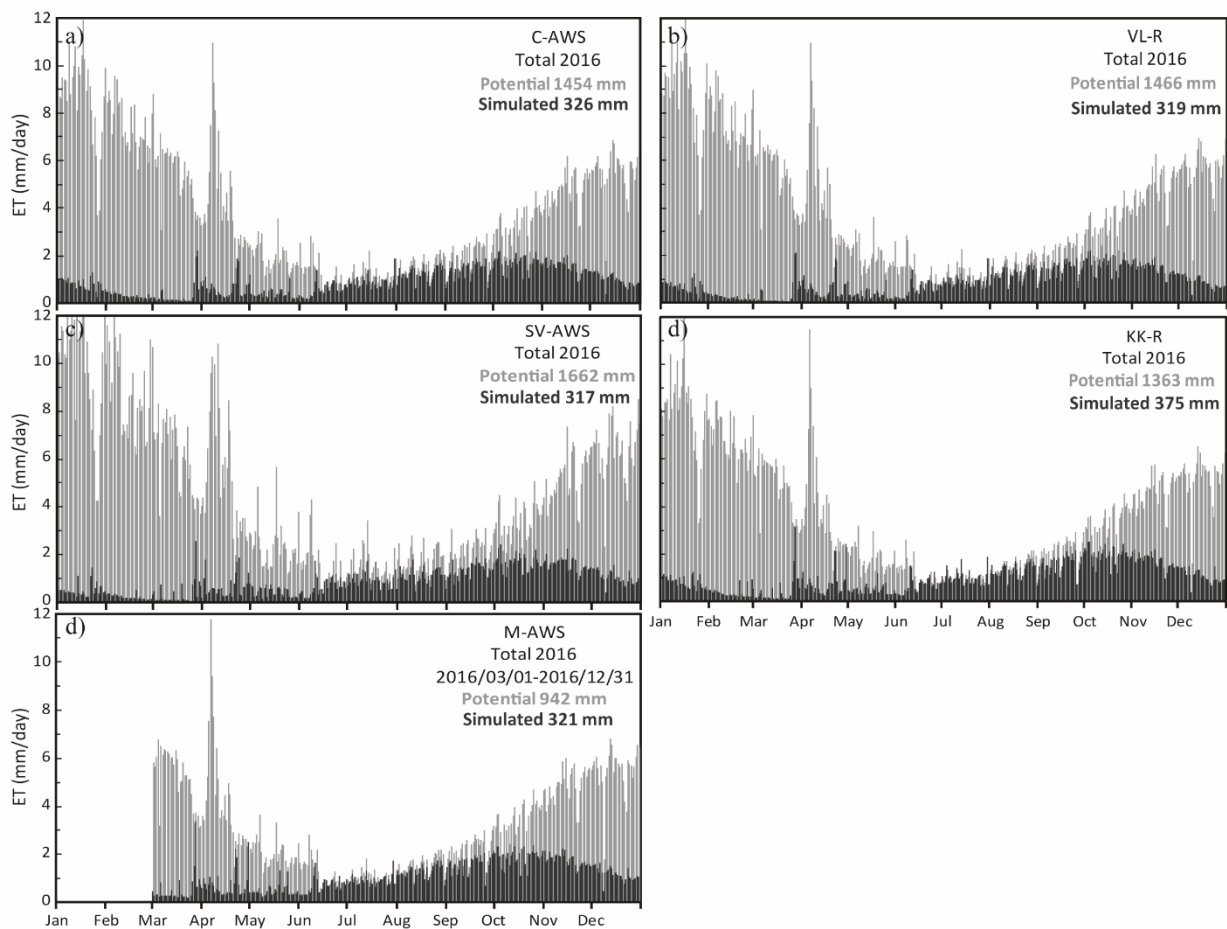 a)
C-AWS
Total 2016
Potential 1454 mm
Simulated 326 mm
ET (mm/day)
12
10
8
6
4
2
0
b)
VL-R
Total 2016
Potential 1466 mm
Simulated 319 mm
c)
SV-AWS
Total 2016
Potential 1662 mm
Simulated 317 mm
ET (mm/day)
12
10
8
6
4
2
0
d)
KK-R
Total 2016
Potential 1363 mm
Simulated 375 mm
Jan Feb Mar Apr May Jun Jul Aug Sep Oct Nov Dec
d)
M-AWS
Total 2016
2016/03/01-2016/12/31
Potential 942 mm
Simulated 321 mm
ET (mm/day)
12
10
8
6
4
2
0
Jan Feb Mar Apr May Jun Jul Aug Sep Oct Nov Dec